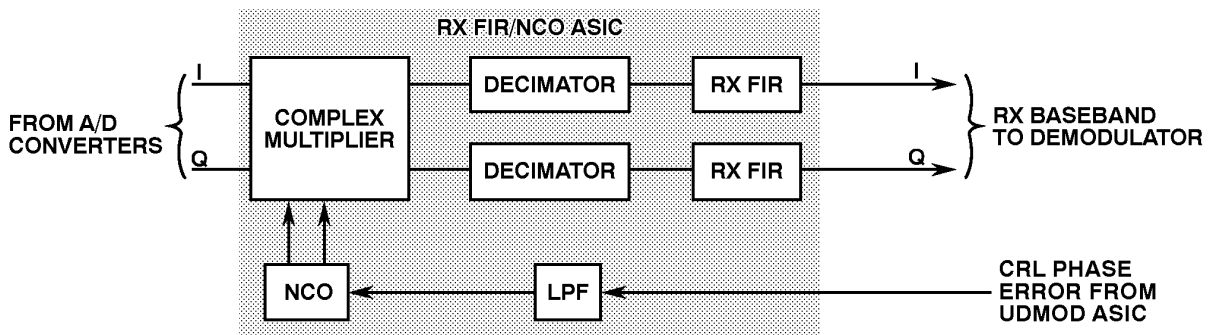 RX FIR/NCO ASIC
I
DECIMATOR
RX FIR
I
FROM A/D
CONVERTERS
COMPLEX
MULTIPLIER
RX BASEBAND
TO DEMODULATOR
Q
DECIMATOR
RX FIR
Q
NCO
LPF
CRL PHASE
ERROR FROM
UDMOD ASIC